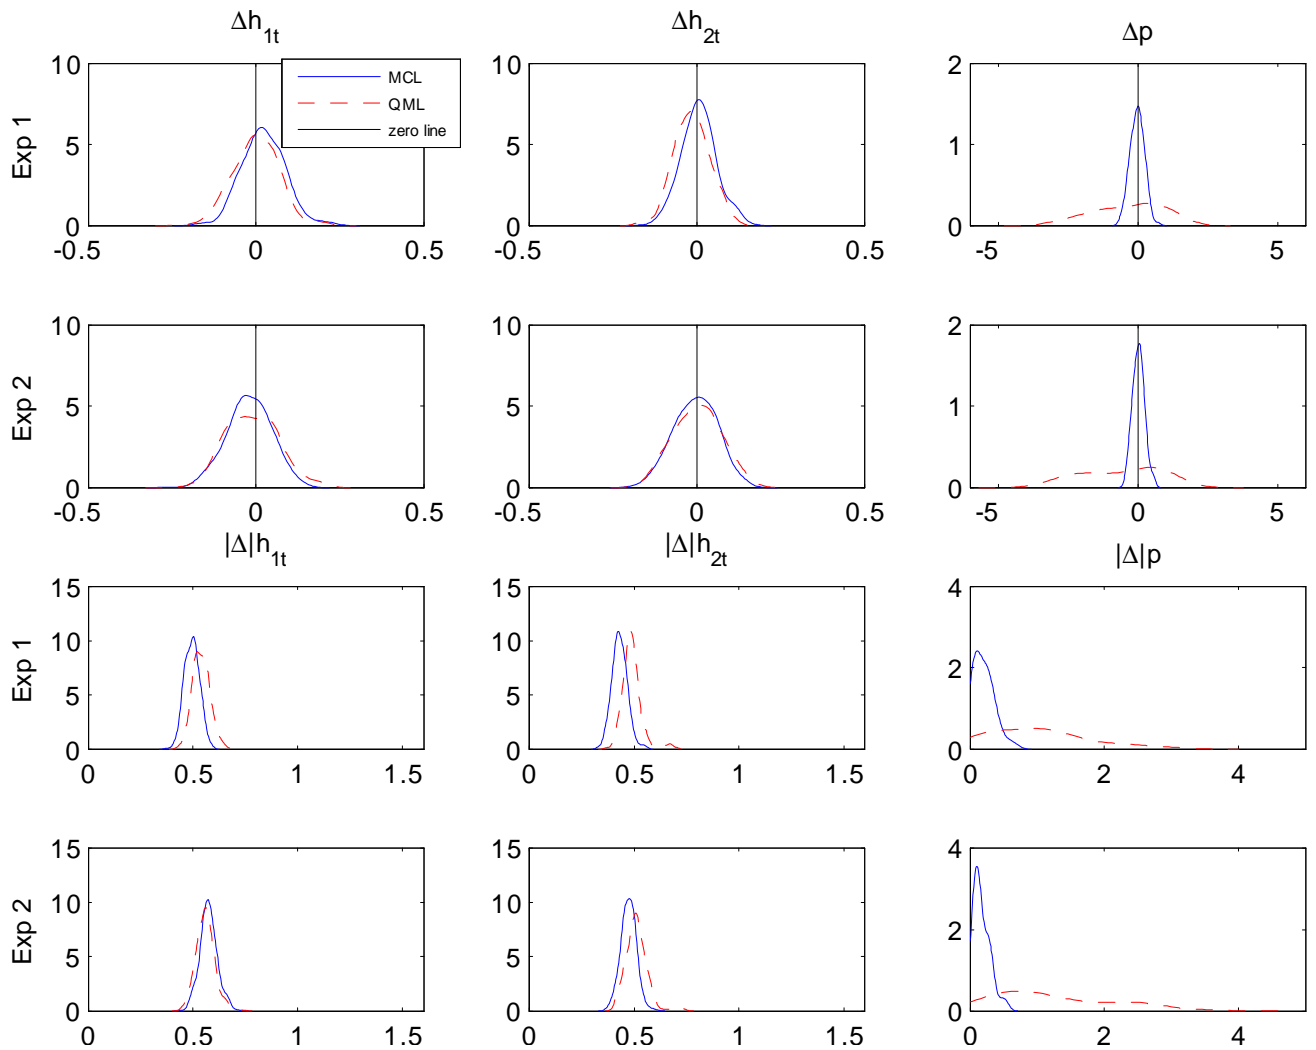 Δh1t Δh2t Δp
10 10 2
MCL
QML
zero line
Exp 1 5 5 1
0 0 0
-0.5 0 0.5 -0.5 0 0.5 -5 0 5
10 10 2
Exp 2 5 5 1
0 0 0
-0.5 0 0.5 -0.5 0 0.5 -5 0 5
|Δ|h1t |Δ|h2t |Δ|p
15 15 4
10 10
Exp 1 2
5 5
0 0 0
0 0.5 1 1.5 0 0.5 1 1.5 0 2 4
15 15 4
10 10
Exp 2 2
5 5
0 0 0
0 0.5 1 1.5 0 0.5 1 1.5 0 2 4